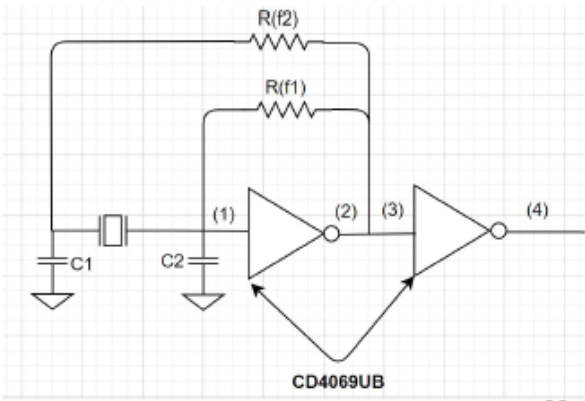 R(f2)
R(f1)
(1)
(2)
(3)
(4)
C1
C2
CD4069UB